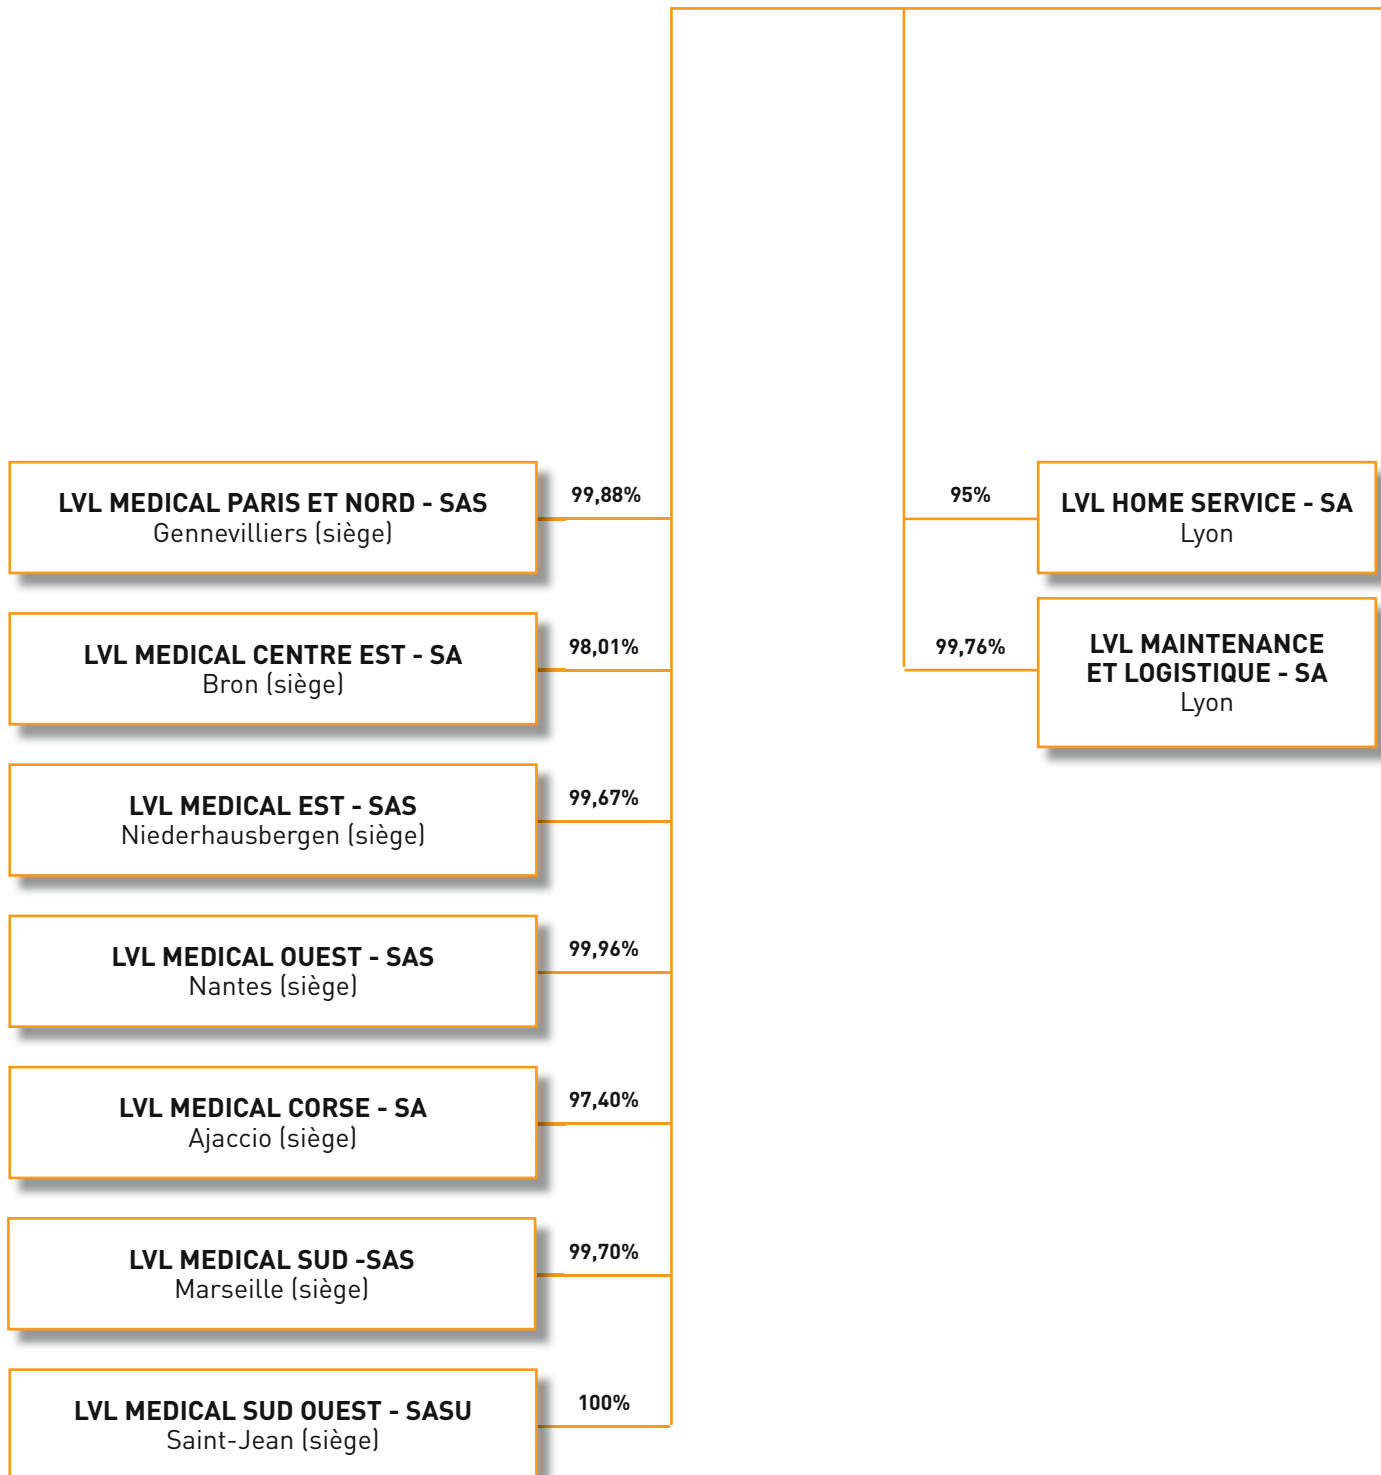 LVL MEDICAL PARIS ET NORD - SAS
Gennevilliers (siège)
99,88%
95%
LVL HOME SERVICE - SA
Lyon
LVL MEDICAL CENTRE EST - SA
Bron (siège)
98,01%
99,76%
LVL MAINTENANCE
ET LOGISTIQUE - SA
Lyon
LVL MEDICAL EST - SAS
Niederhausbergen (siège)
99,67%
LVL MEDICAL OUEST - SAS
Nantes (siège)
99,96%
LVL MEDICAL CORSE - SA
Ajaccio (siège)
97,40%
LVL MEDICAL SUD -SAS
Marseille (siège)
99,70%
LVL MEDICAL SUD OUEST - SASU
Saint-Jean (siège)
100%